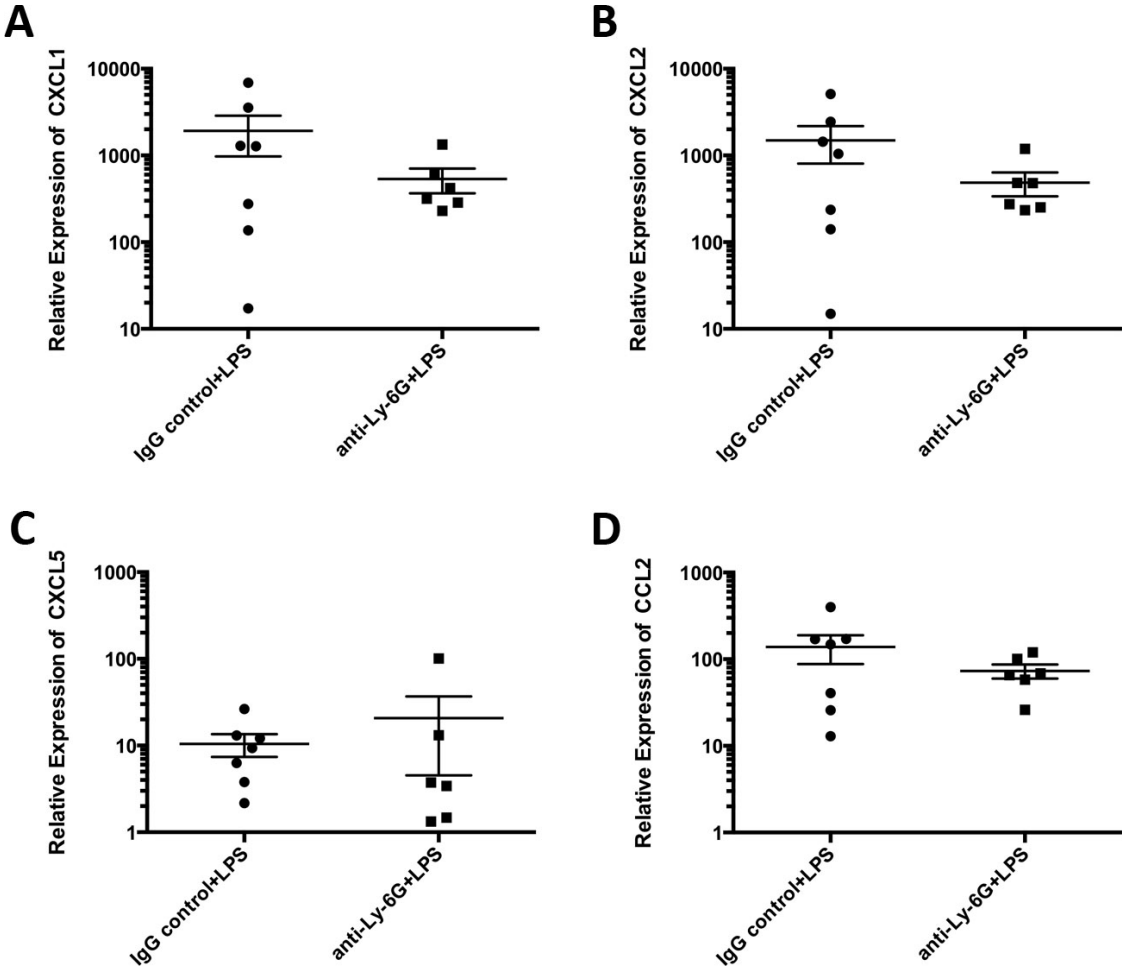 A
Relative Expression of CXCL1
10000
1000
100
10
IgG control+LPS
anti-Ly-6G+LPS
B
Relative Expression of CXCL2
10000
1000
100
10
IgG control+LPS
anti-Ly-6G+LPS
C
Relative Expression of CXCL5
1000
100
10
1
IgG control+LPS
anti-Ly-6G+LPS
D
Relative Expression of CCL2
1000
100
10
1
IgG control+LPS
anti-Ly-6G+LPS